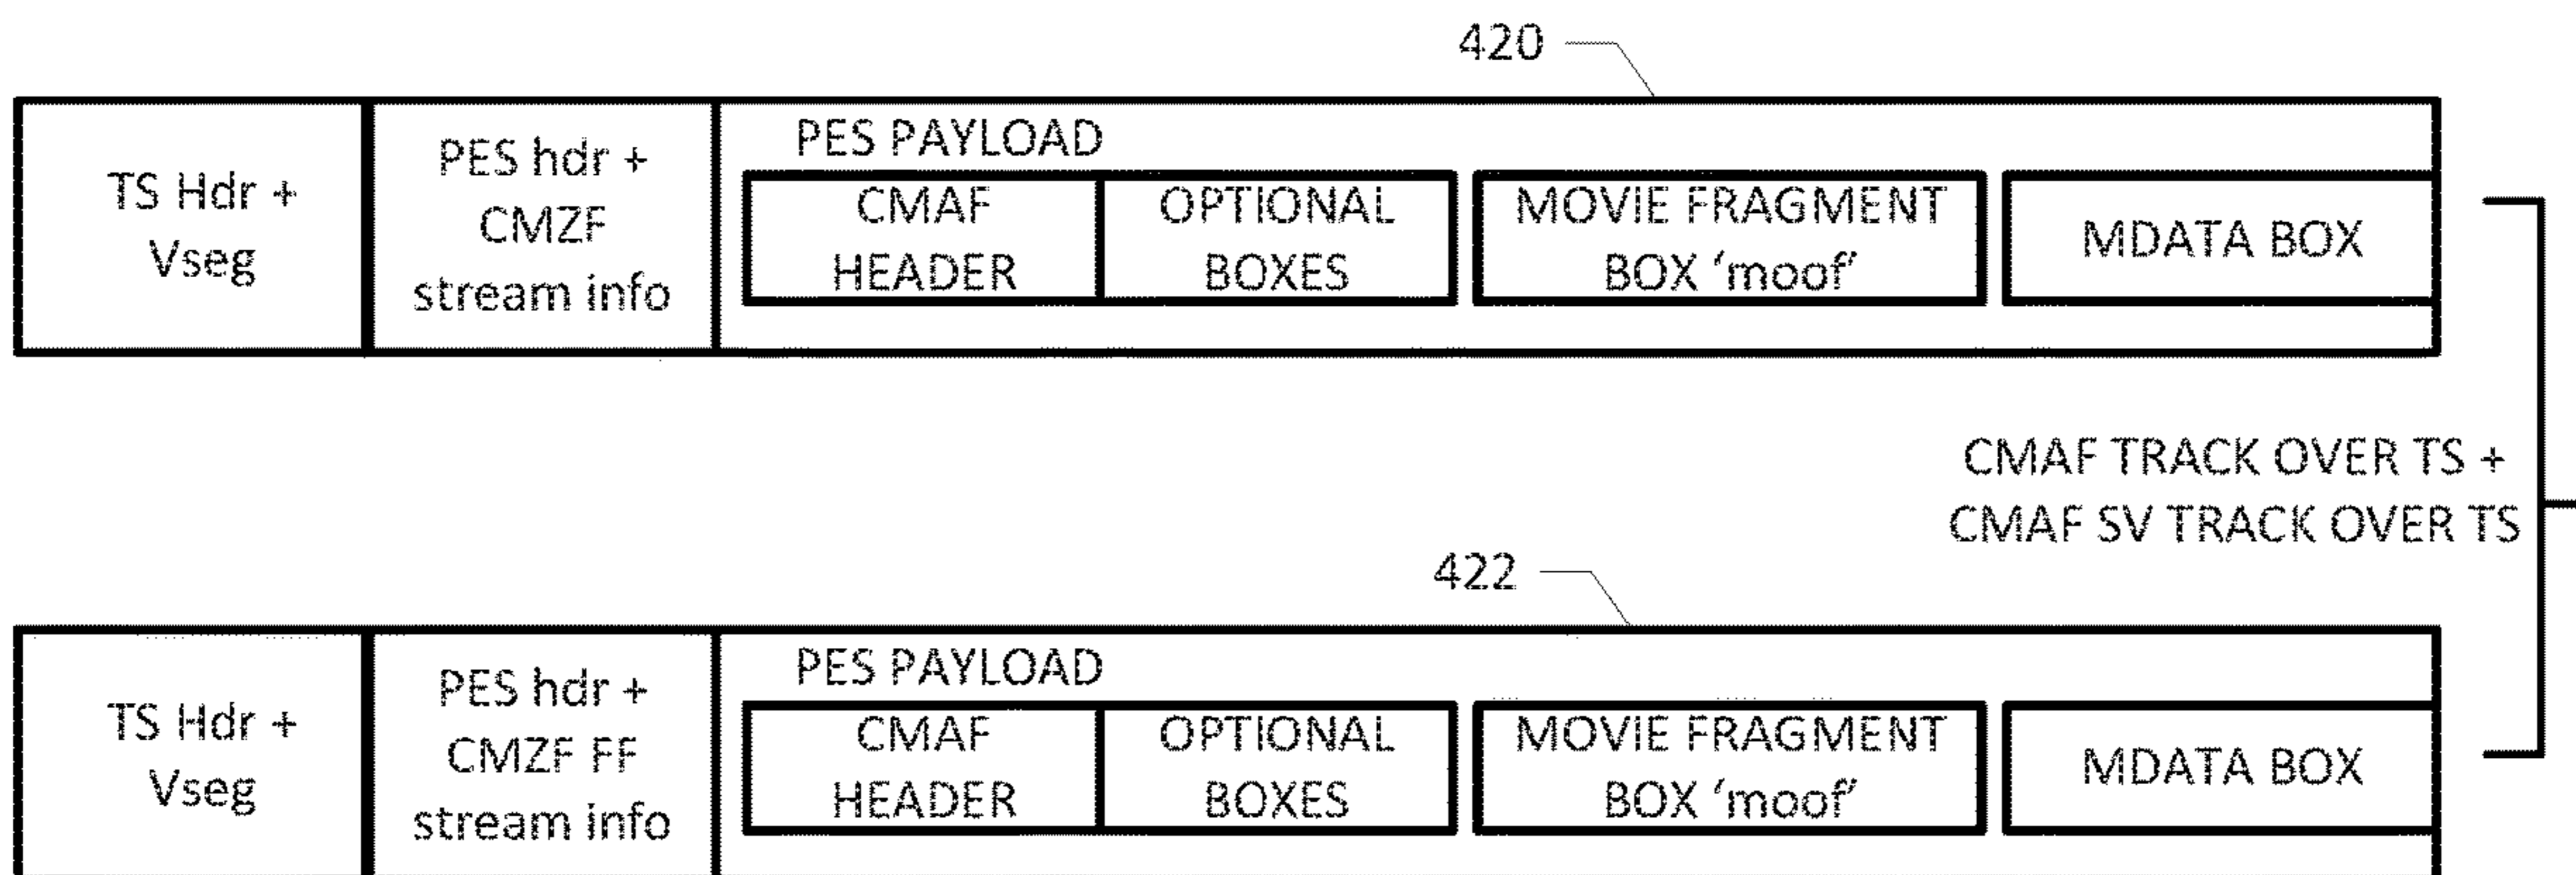 420
TS Hdr +
Vseg
PES hdr +
CMZF
stream info
PES PAYLOAD
CMAF
HEADER
OPTIONAL
BOXES
MOVIE FRAGMENT
BOX ‘moof’
MDATA BOX
CMAF TRACK OVER TS +
CMAF SV TRACK OVER TS
422
TS Hdr +
Vseg
PES hdr +
CMZF FF
stream info
PES PAYLOAD
CMAF
HEADER
OPTIONAL
BOXES
MOVIE FRAGMENT
BOX ‘moof’
MDATA BOX